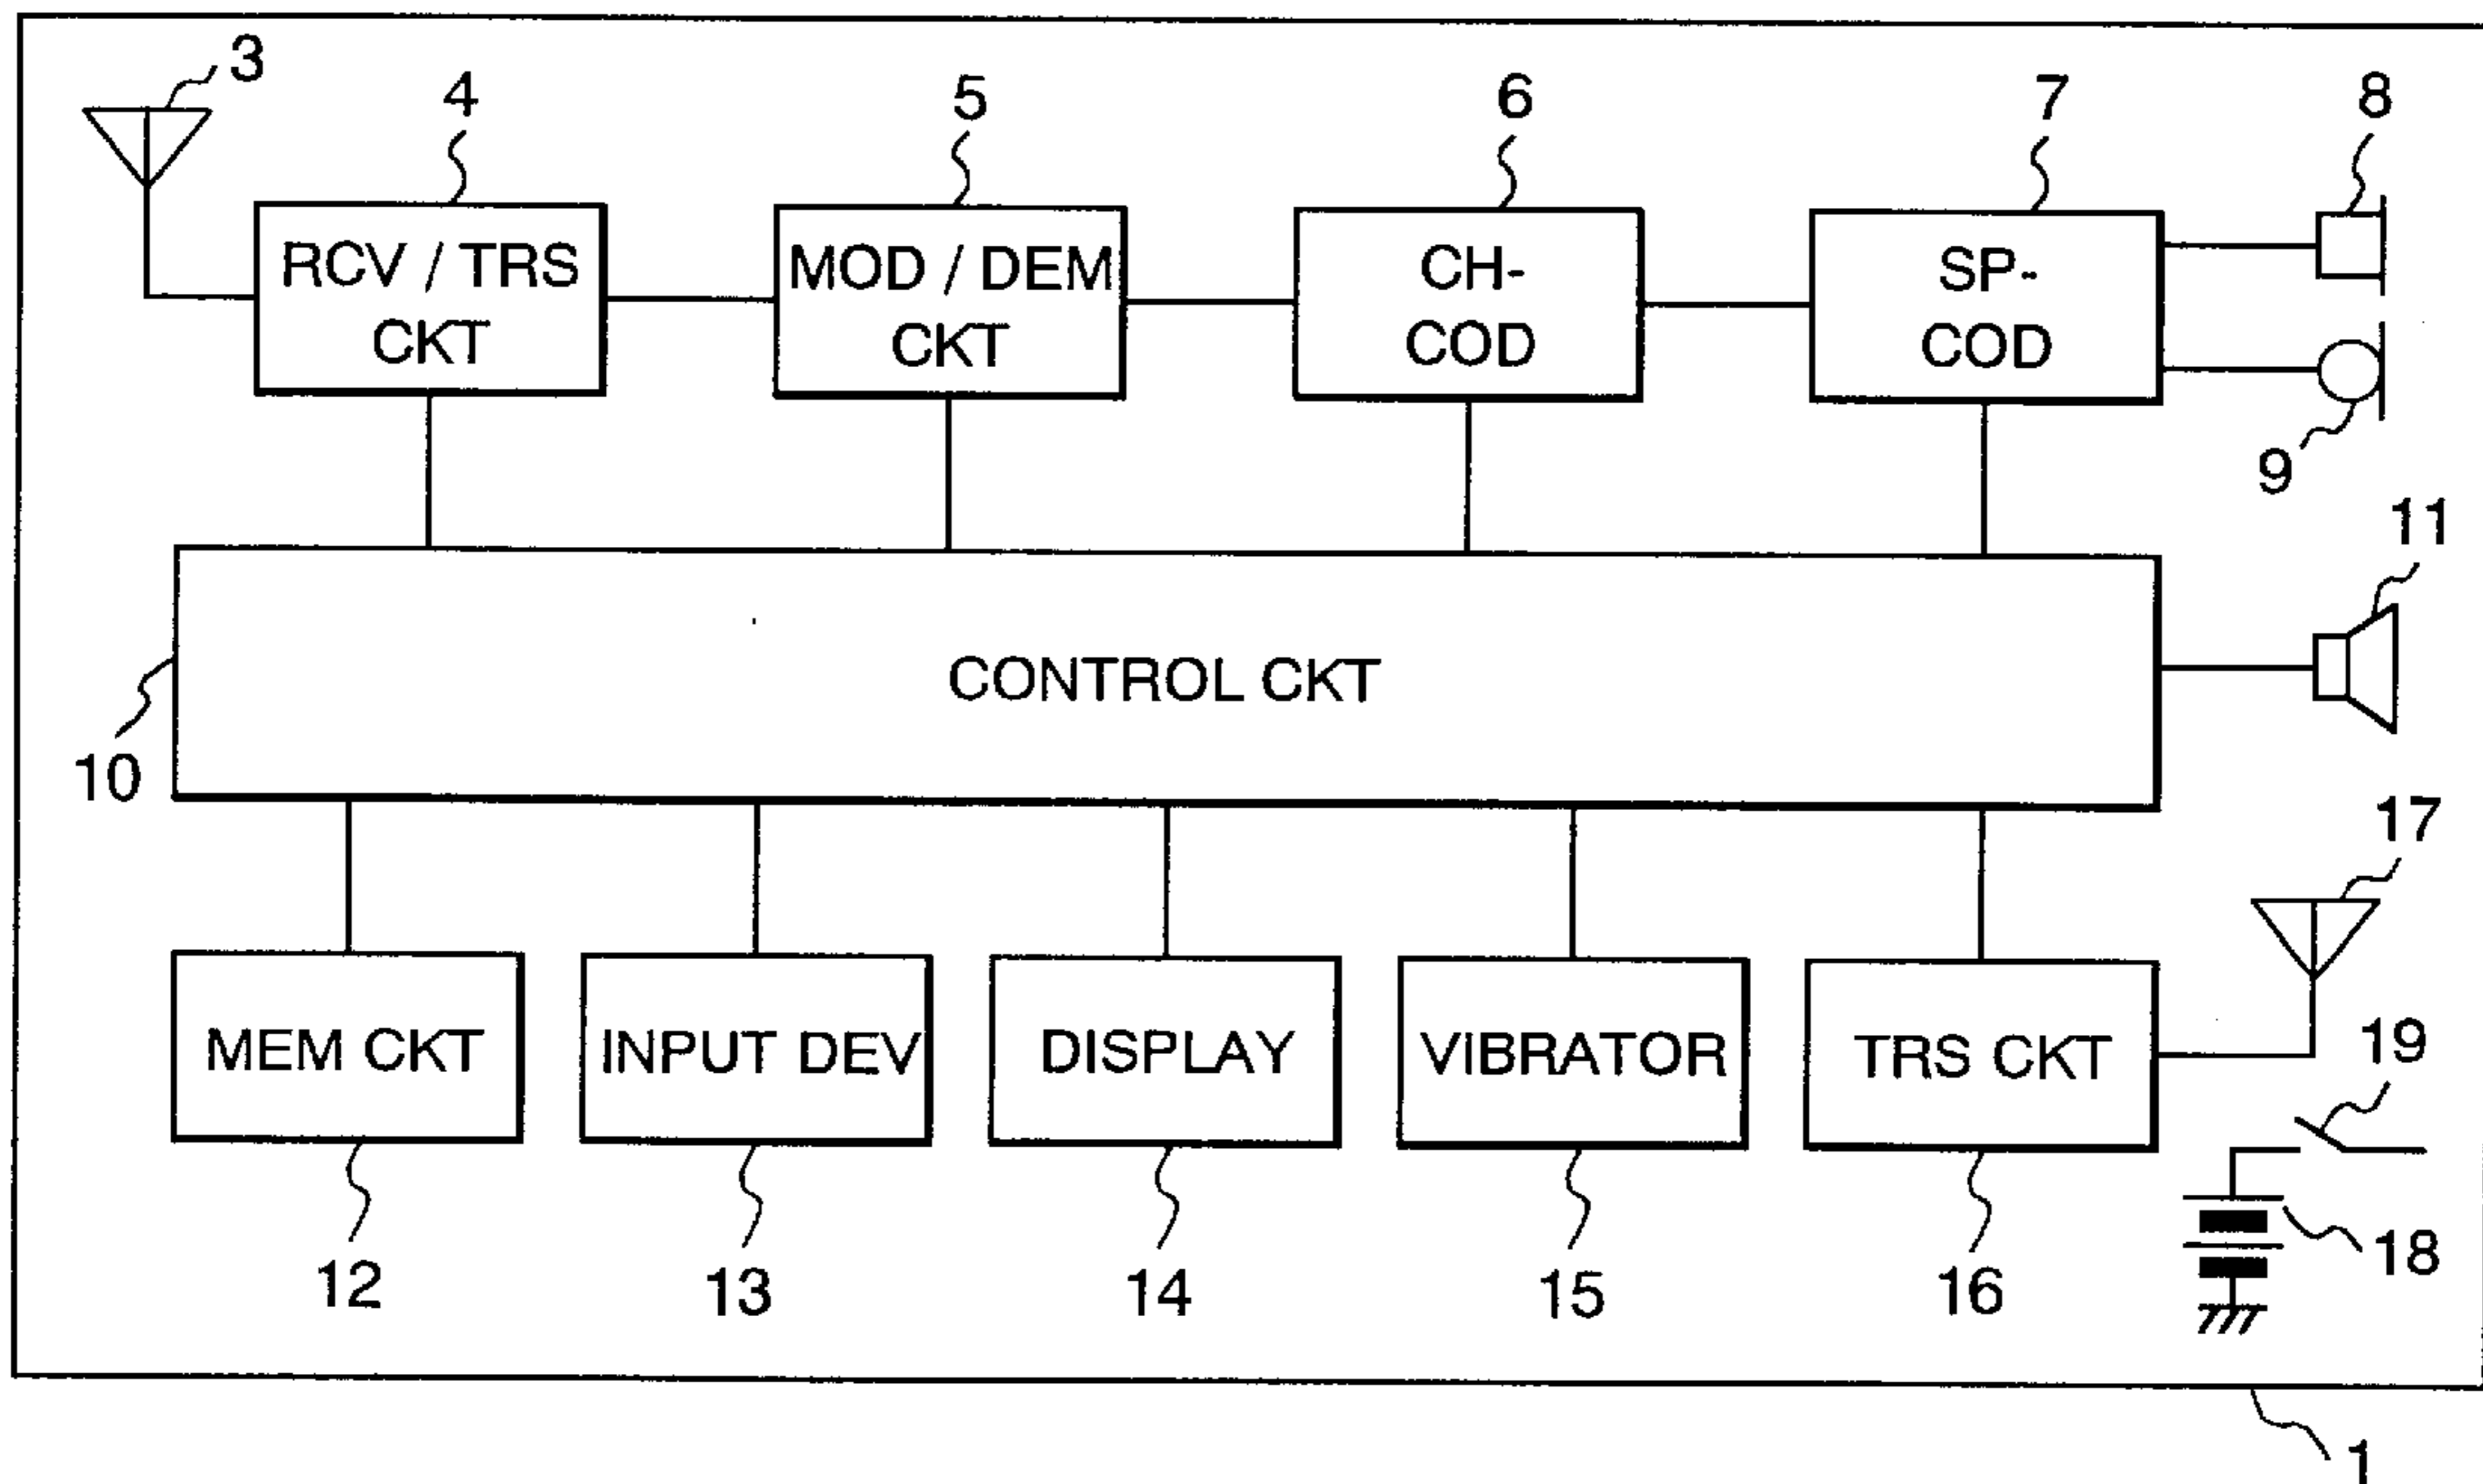 3
4
5
6
7
8
RCV / TRS
CKT
MOD / DEM
CKT
CH-
COD
SP-
COD
9
11
CONTROL CKT
10
17
MEM CKT
INPUT DEV
DISPLAY
VIBRATOR
TRS CKT
19
18
12
13
14
15
16
1